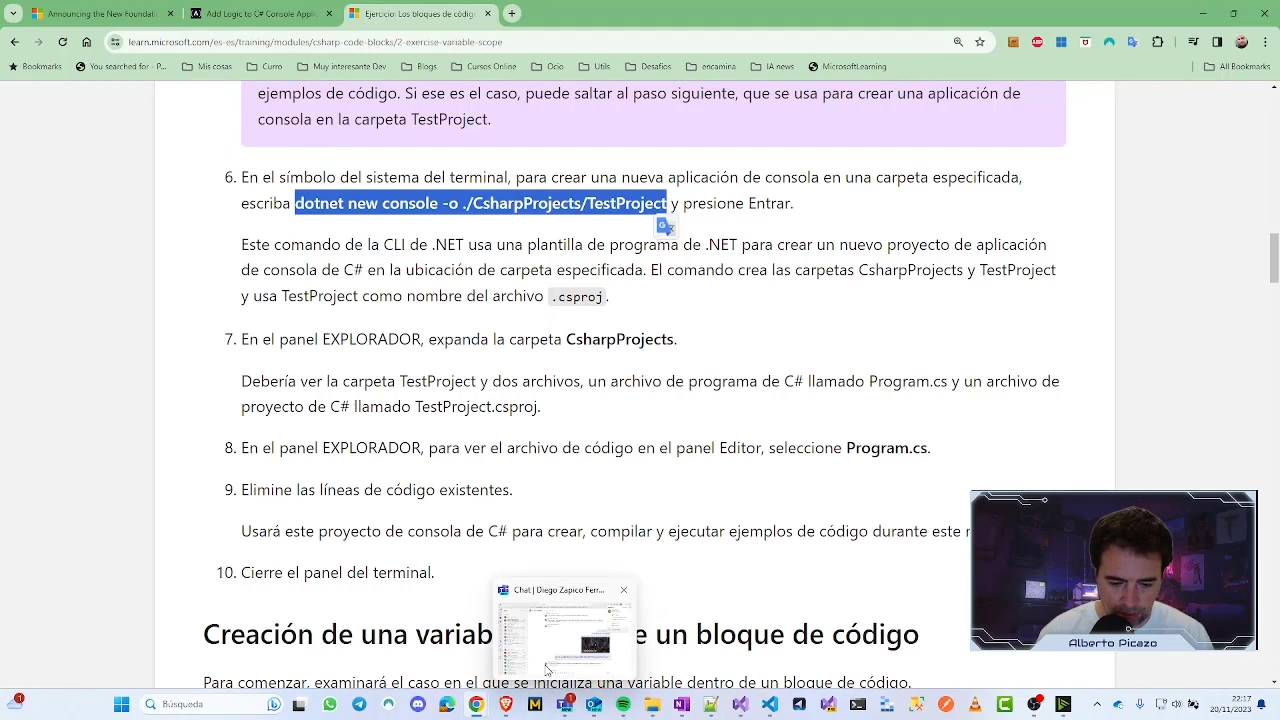 Announcing the New Foundati
Add Logic to C# Console Applic
Ejercicio: Los bloques de código
learn.microsoft.com/es-es/training/modules/csharp-code-blocks/2-exercise-variable-scope
Bookmarks
You searched for - P...
Mis cosas
Curro
Muy interesante Dev
Blogs
Cursos Online
Ocio
Utils
Desafios
encamina
IA news
MicrosoftLearning
All Bookmarks
ejemplos de código. Si ese es el caso, puede saltar al paso siguiente, que se usa para crear una aplicación de
consola en la carpeta TestProject.
6. En el símbolo del sistema del terminal, para crear una nueva aplicación de consola en una carpeta especificada,
escriba dotnet new console -o ./CsharpProjects/TestProject y presione Entrar.
Este comando de la CLI de .NET usa una plantilla de programa de .NET para crear un nuevo proyecto de aplicación
de consola de C# en la ubicación de carpeta especificada. El comando crea las carpetas CsharpProjects y TestProject
y usa TestProject como nombre del archivo .csproj.
7. En el panel EXPLORADOR, expanda la carpeta CsharpProjects.
Debería ver la carpeta TestProject y dos archivos, un archivo de programa de C# llamado Program.cs y un archivo de
proyecto de C# llamado TestProject.csproj.
8. En el panel EXPLORADOR, para ver el archivo de código en el panel Editor, seleccione Program.cs.
9. Elimine las líneas de código existentes.
Usará este proyecto de consola de C# para crear, compilar y ejecutar ejemplos de código durante este
10. Cierre el panel del terminal.
Chat | Diego Zapico Ferr...
Creación de una variab e un bloque de código
Para comenzar, examinará el caso en el que se inicializa una variable dentro de un bloque de código.
Alberto Picazo
Búsqueda
22:17
20/11/2023